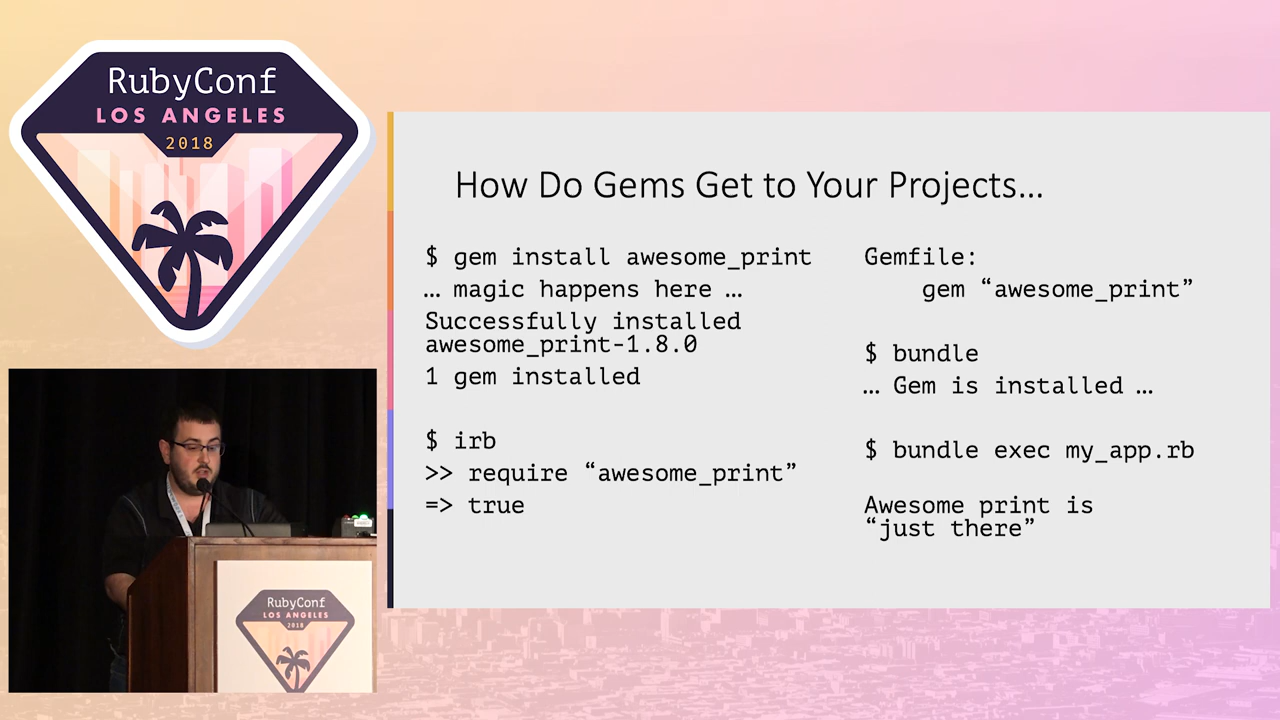 RubyConf
LOS ANGELES
2018
How Do Gems Get to Your Projects…
$ gem install awesome_print
… magic happens here …
Successfully installed
awesome_print-1.8.0
1 gem installed
$ irb
>> require “awesome_print”
=> true
Gemfile:
gem “awesome_print”
$ bundle
… Gem is installed …
$ bundle exec my_app.rb
Awesome print is
“just there”
RubyConf
LOS ANGELES
2018